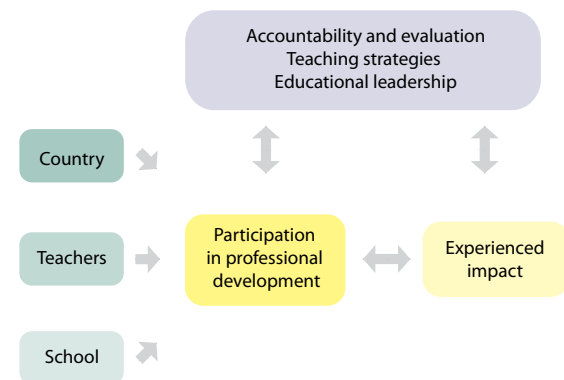 Accountability and evaluation
Teaching strategies
Educational leadership
Country
Teachers
Participation
in professional
development
Experienced
impact
School